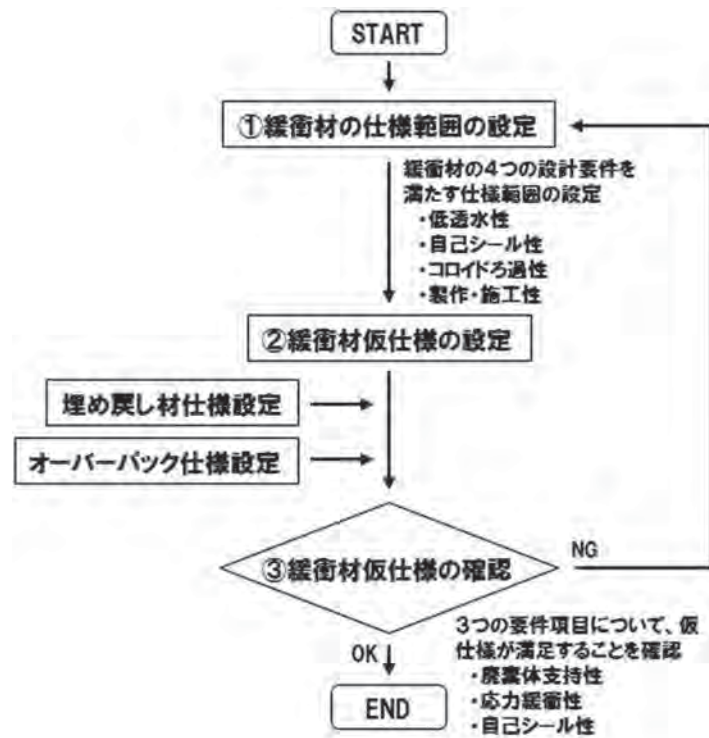 START
①緩衝材の仕様範囲の設定
緩衝材の4つの設計要件を
満たす仕様範囲の設定
・低透水性
・自己シール性
・コロイドろ過性
・製作・施工性
②緩衝材仮仕様の設定
埋め戻し材仕様設定
オーバーパック仕様設定
③緩衝材仮仕様の確認
NG
3つの要件項目について、仮
仕様が満足することを確認
・廃棄体支持性
・応力緩衝性
・自己シール性
OK
END